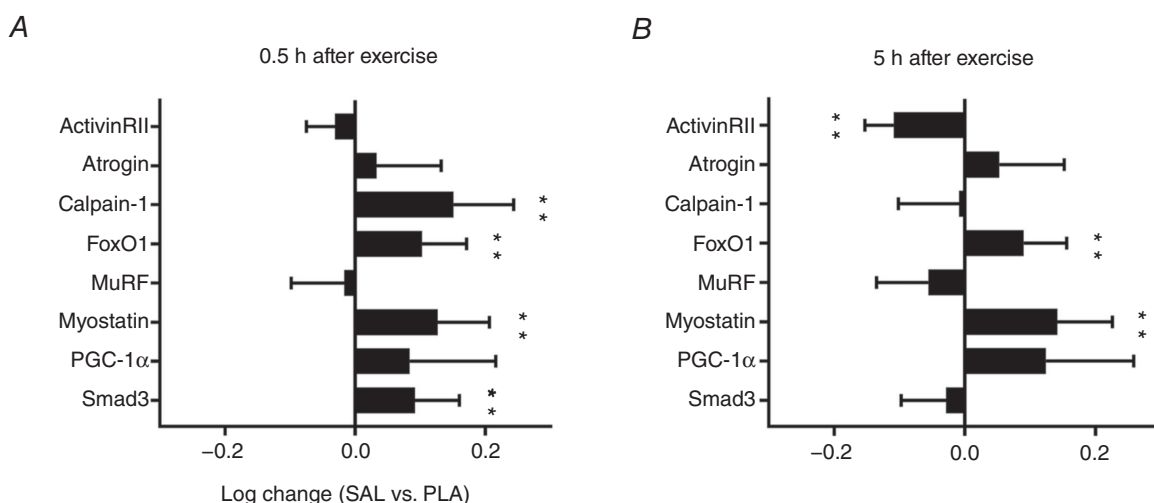 A
0.5 h after exercise
ActivinRII
Atrogin
Calpain-1
* *
FoxO1
* *
MuRF
Myostatin
* *
PGC-1α
Smad3
* *
−0.2 0.0 0.2
Log change (SAL vs. PLA)
B
5 h after exercise
ActivinRII
* *
Atrogin
Calpain-1
FoxO1
* *
MuRF
Myostatin
* *
PGC-1α
Smad3
−0.2 0.0 0.2